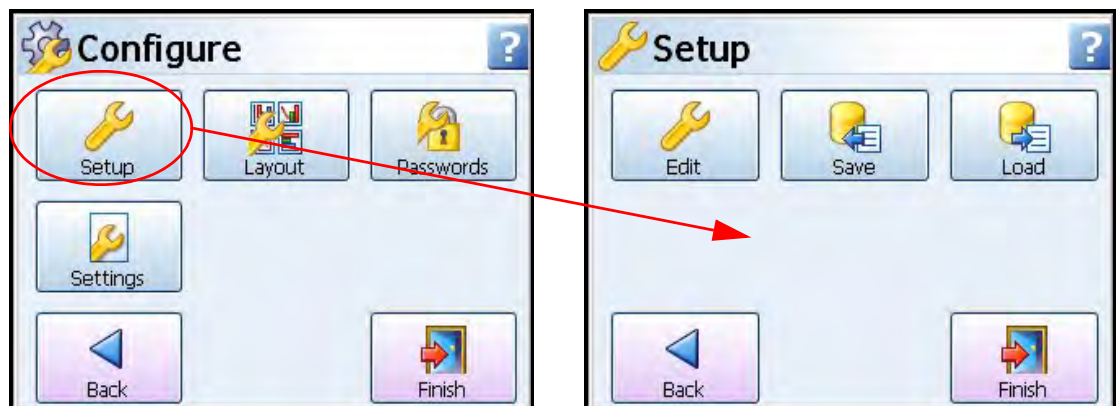 Configure ?
Setup Layout Passwords
Settings
Back Finish
Setup ?
Edit Save Load
Back Finish